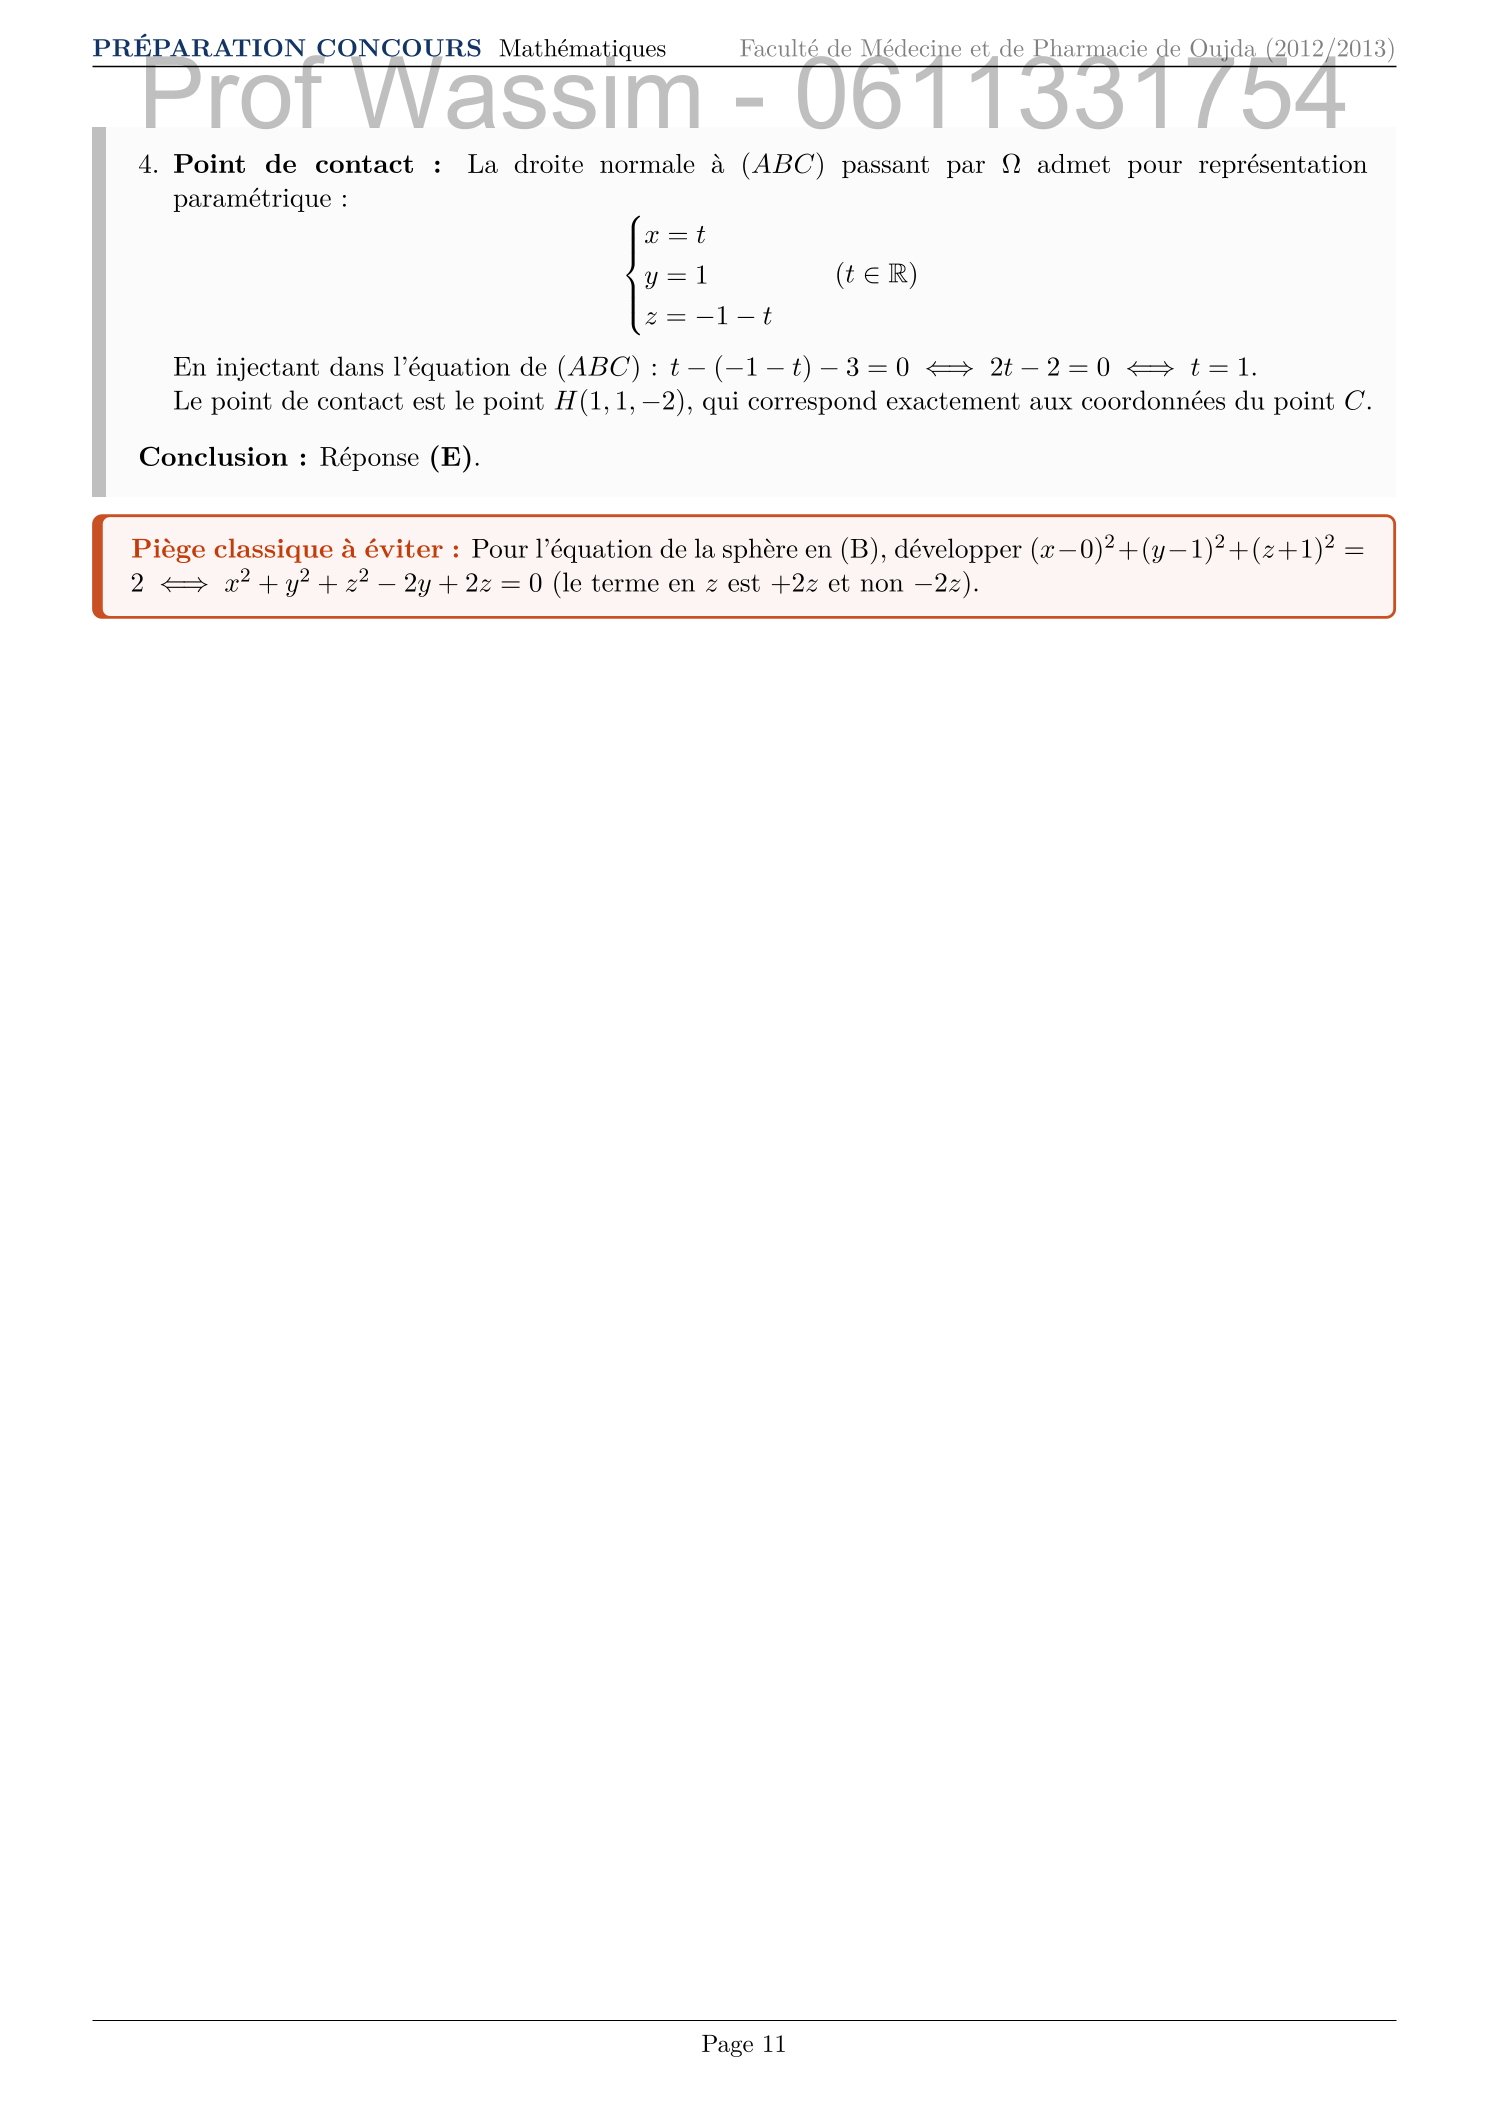 PRÉPARATION CONCOURS Mathématiques Faculté de Médecine et de Pharmacie de Oujda (2012/2013)
Prof Wassim - 0611331754
4. Point de contact : La droite normale à (ABC) passant par Ω admet pour représentation
paramétrique :
x = t
y = 1 (t ∈ ℝ)
z = −1 − t
En injectant dans l'équation de (ABC) : t − (−1 − t) − 3 = 0 ⟺ 2t − 2 = 0 ⟺ t = 1.
Le point de contact est le point H(1, 1, −2), qui correspond exactement aux coordonnées du point C.
Conclusion : Réponse (E).
Piège classique à éviter : Pour l'équation de la sphère en (B), développer (x−0)²+(y−1)²+(z+1)² =
2 ⟺ x² + y² + z² − 2y + 2z = 0 (le terme en z est +2z et non −2z).
Page 11